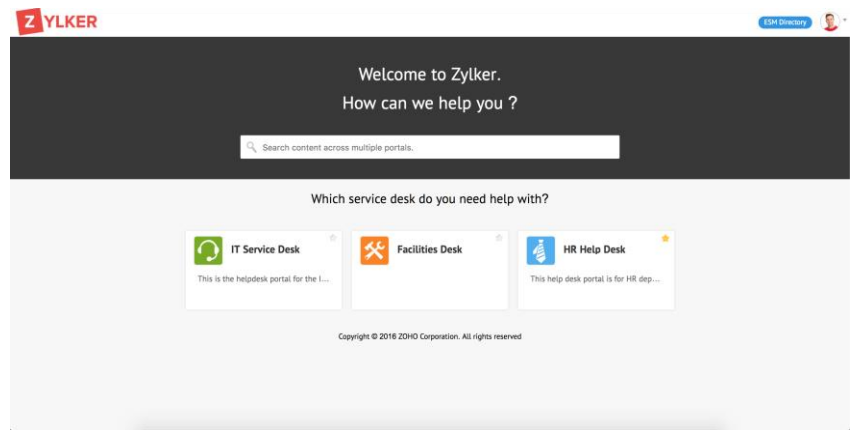 ZYLKER
ESM Directory
Welcome to Zylker.
How can we help you ?
Search content across multiple portals.
Which service desk do you need help with?
IT Service Desk
This is the helpdesk portal for the I...
Facilities Desk
HR Help Desk
This help desk portal is for HR dep...
Copyright © 2016 ZOHO Corporation. All rights reserved